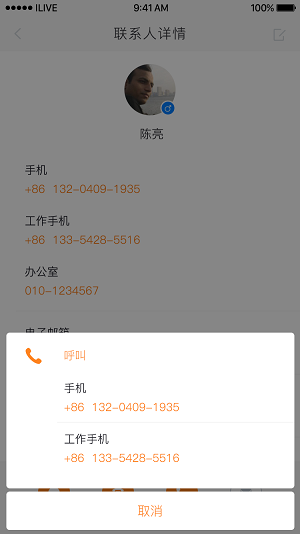 ILIVE 9:41 AM 100%
联系人详情
陈亮
手机
+86 132-0409-1935
工作手机
+86 133-5428-5516
办公室
010-1234567
电子邮箱
呼叫
手机
+86 132-0409-1935
工作手机
+86 133-5428-5516
取消